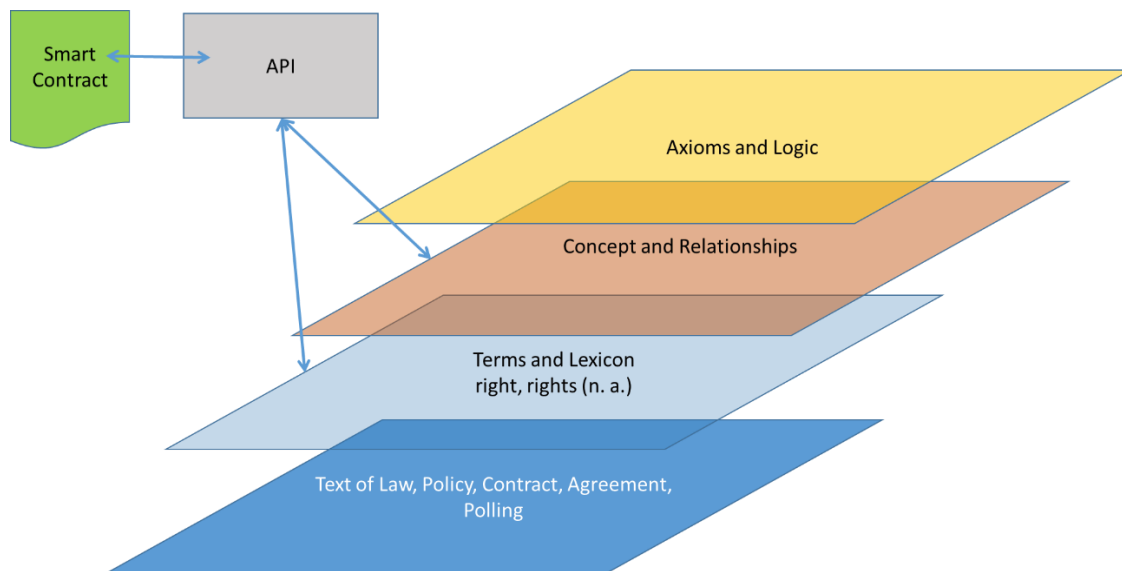 Smart
Contract
API
Axioms and Logic
Concept and Relationships
Terms and Lexicon
right, rights (n. a.)
Text of Law, Policy, Contract, Agreement,
Polling